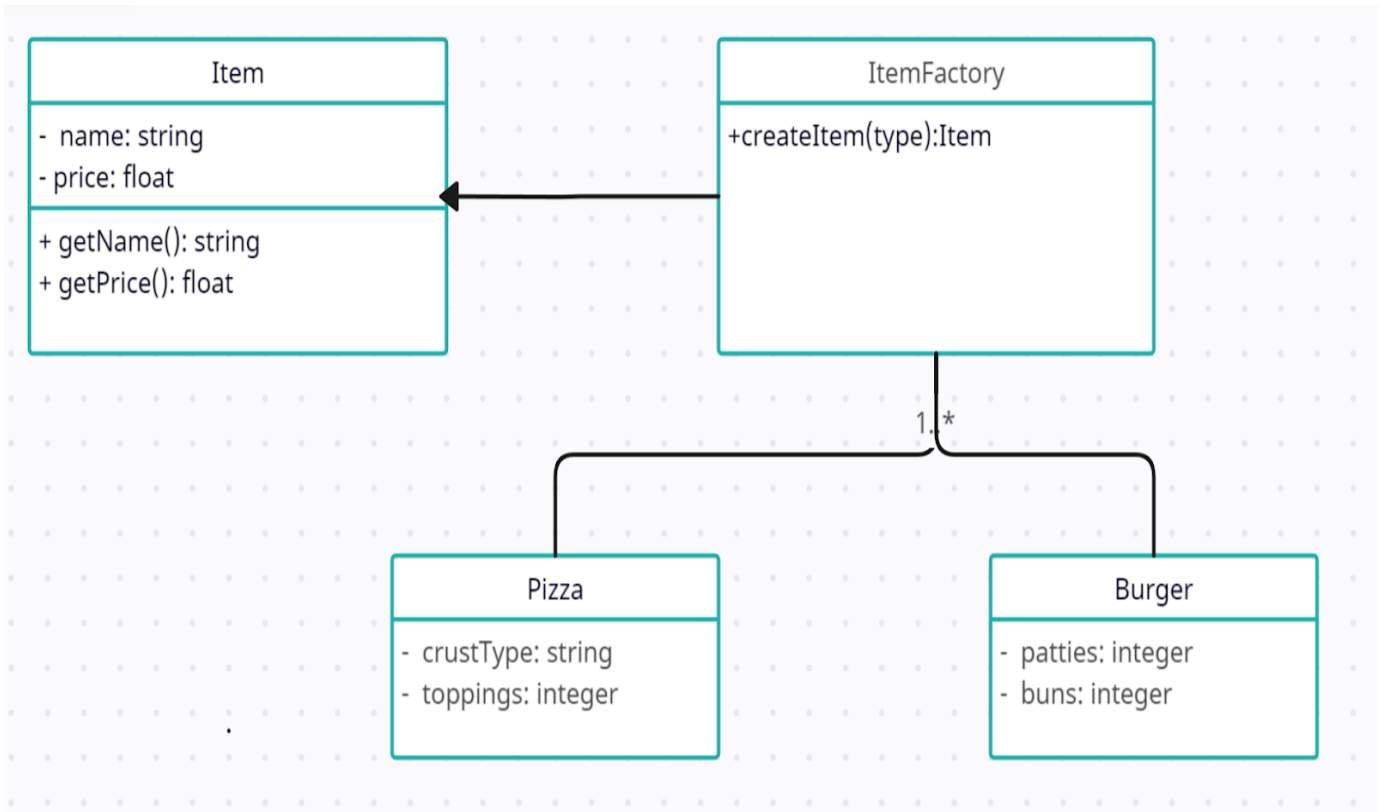 Item
- name: string
- price: float
+ getName(): string
+ getPrice(): float
ItemFactory
+createItem(type):Item
1..*
Pizza
- crustType: string
- toppings: integer
Burger
- patties: integer
- buns: integer
.